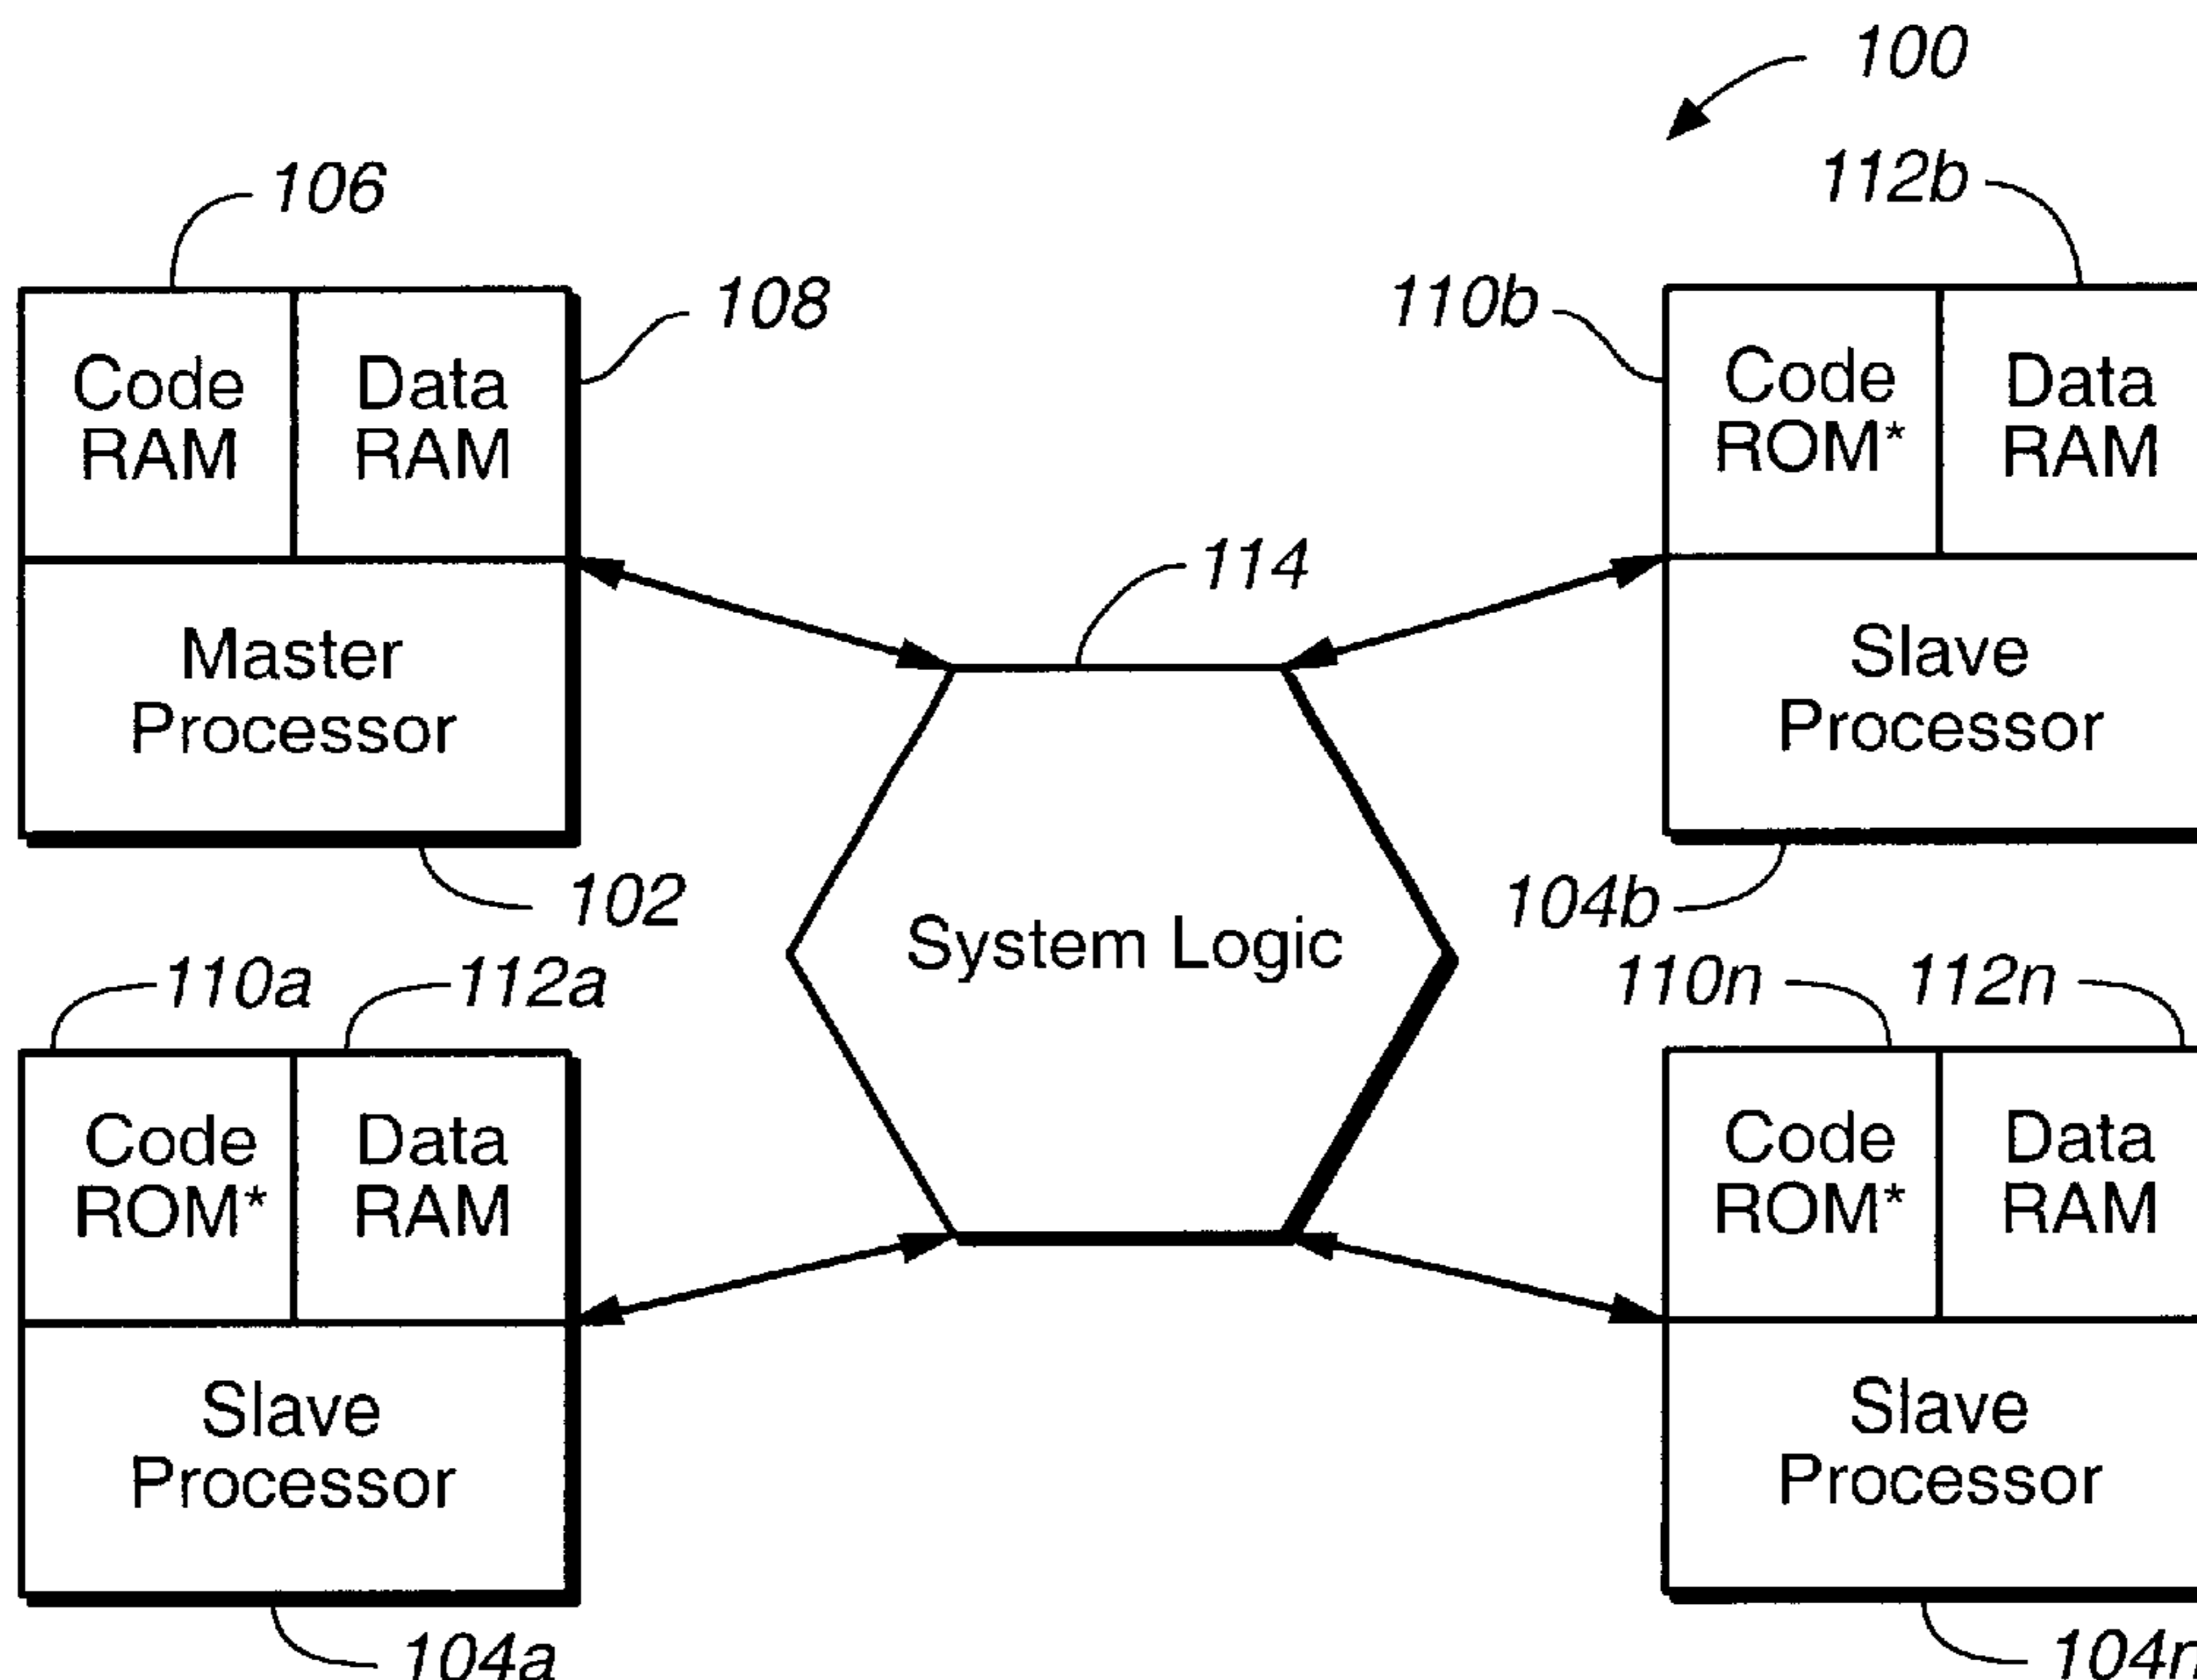 100
106
112b
108
110b
Code
RAM
Data
RAM
Code
ROM*
Data
RAM
114
Master
Processor
Slave
Processor
102
104b
System Logic
110a
112a
110n
112n
Code
ROM*
Data
RAM
Code
ROM*
Data
RAM
Slave
Processor
Slave
Processor
104a
104n